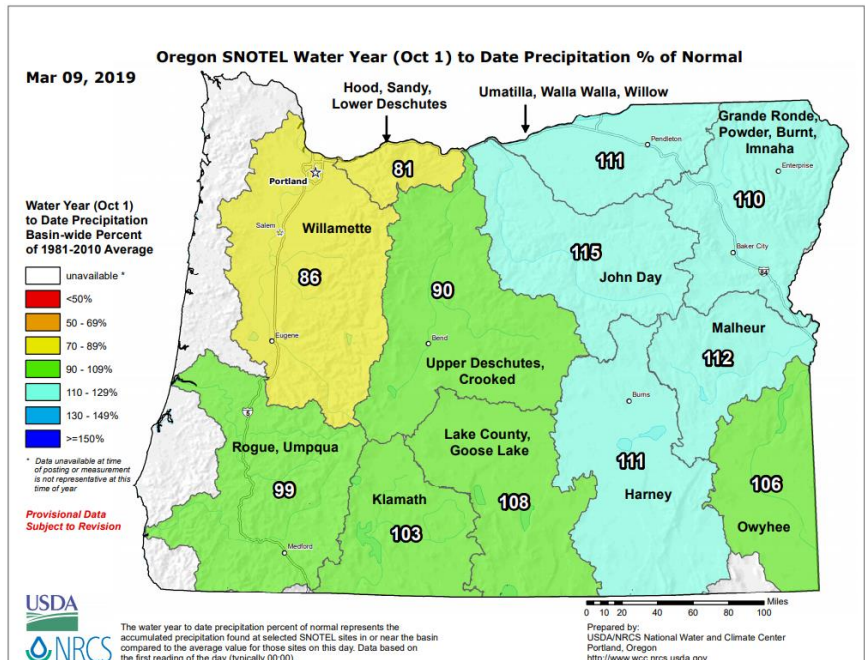 Oregon SNOTEL Water Year (Oct 1) to Date Precipitation % of Normal
Mar 09, 2019
Hood, Sandy,
Lower Deschutes
Umatilla, Walla Walla, Willow
Grande Ronde,
Powder, Burnt,
Imnaha
Pendleton
111
Enterprise
81
Portland
110
Water Year (Oct 1)
to Date Precipitation
Basin-wide Percent
of 1981-2010 Average
unavailable *
<50%
50 - 69%
70 - 89%
90 - 109%
110 - 129%
130 - 149%
>=150%
* Data unavailable at time
of posting or measurement
is not representative at this
time of year
Provisional Data
Subject to Revision
Salem
Willamette
86
115
John Day
Baker City
84
90
Eugene
Bend
Upper Deschutes,
Crooked
Malheur
112
Burns
5
Rogue, Umpqua
99
Lake County,
Goose Lake
108
Klamath
103
111
Harney
106
Owyhee
Medford
Miles
0 10 20 40 60 80 100
USDA
NRCS
The water year to date precipitation percent of normal represents the
accumulated precipitation found at selected SNOTEL sites in or near the basin
compared to the average value for those sites on this day. Data based on
the first reading of the day (typically 00:00).
Prepared by:
USDA/NRCS National Water and Climate Center
Portland, Oregon
http://www.wcc.nrcs.usda.gov